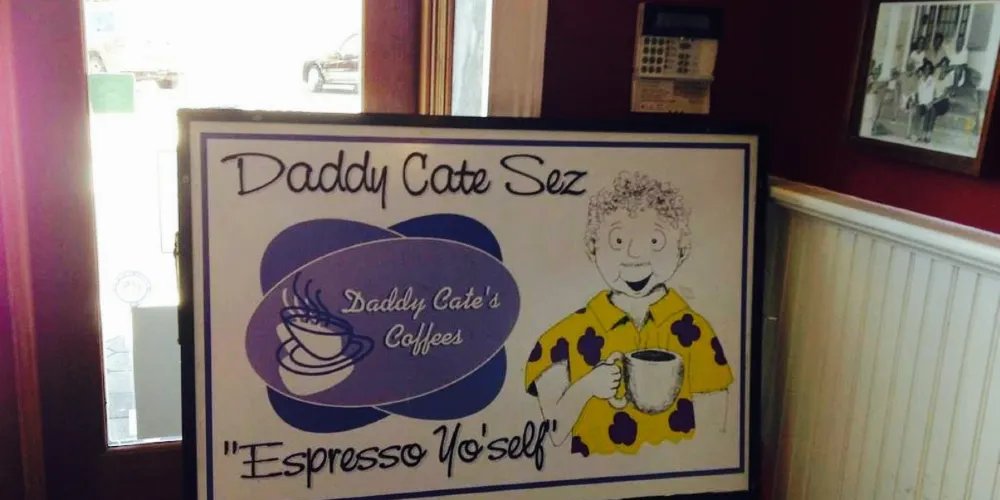 Daddy Cate Sez
Daddy Cate's
Coffees
"Espresso Yo'self"